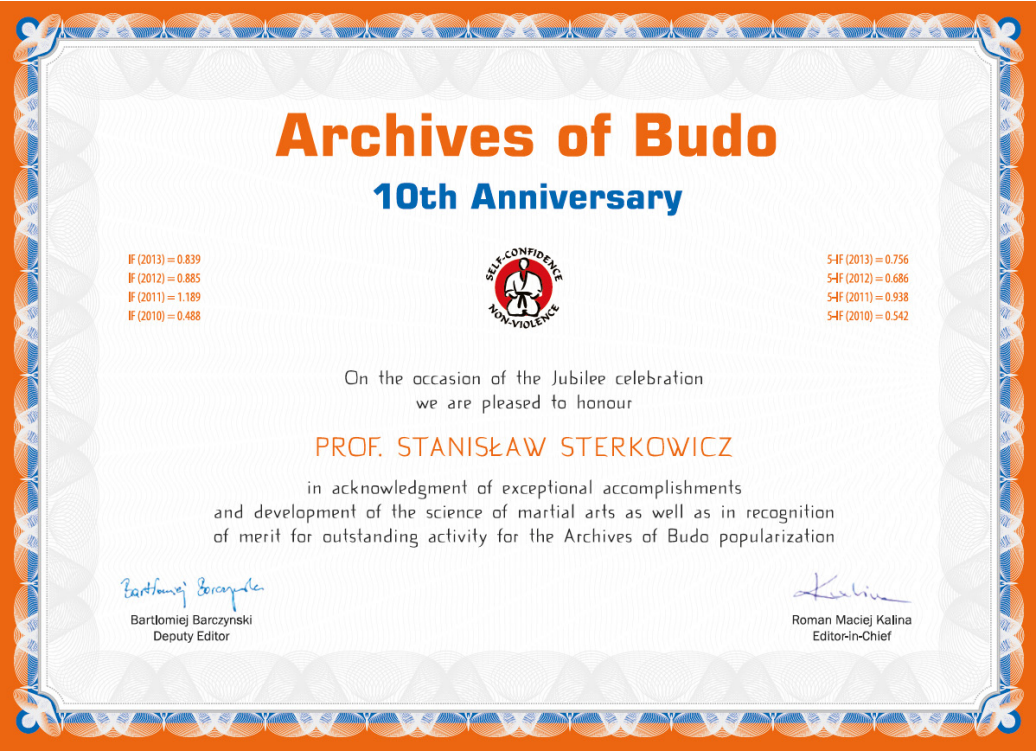 Archives of Budo
10th Anniversary
IF (2013) = 0.839
IF (2012) = 0.885
IF (2011) = 1.189
IF (2010) = 0.488
SELF-CONFIDENCE
NON-VIOLENCE
5-IF (2013) = 0.756
5-IF (2012) = 0.686
5-IF (2011) = 0.938
5-IF (2010) = 0.542
On the occasion of the Jubilee celebration
we are pleased to honour
PROF. STANISŁAW STERKOWICZ
in acknowledgment of exceptional accomplishments
and development of the science of martial arts as well as in recognition
of merit for outstanding activity for the Archives of Budo popularization
Bartłomiej Barczyński
Bartłomiej Barczynski
Deputy Editor
Kalina
Roman Maciej Kalina
Editor-in-Chief